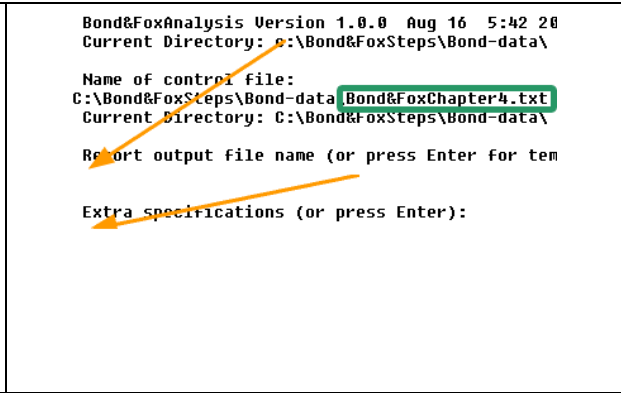 Bond&FoxAnalysis Version 1.0.0 Aug 16 5:42 20
Current Directory: c:\Bond&FoxSteps\Bond-data\
Name of control file:
C:\Bond&FoxSteps\Bond-data\Bond&FoxChapter4.txt
Current Directory: C:\Bond&FoxSteps\Bond-data\
Report output file name (or press Enter for tem
Extra specifications (or press Enter):